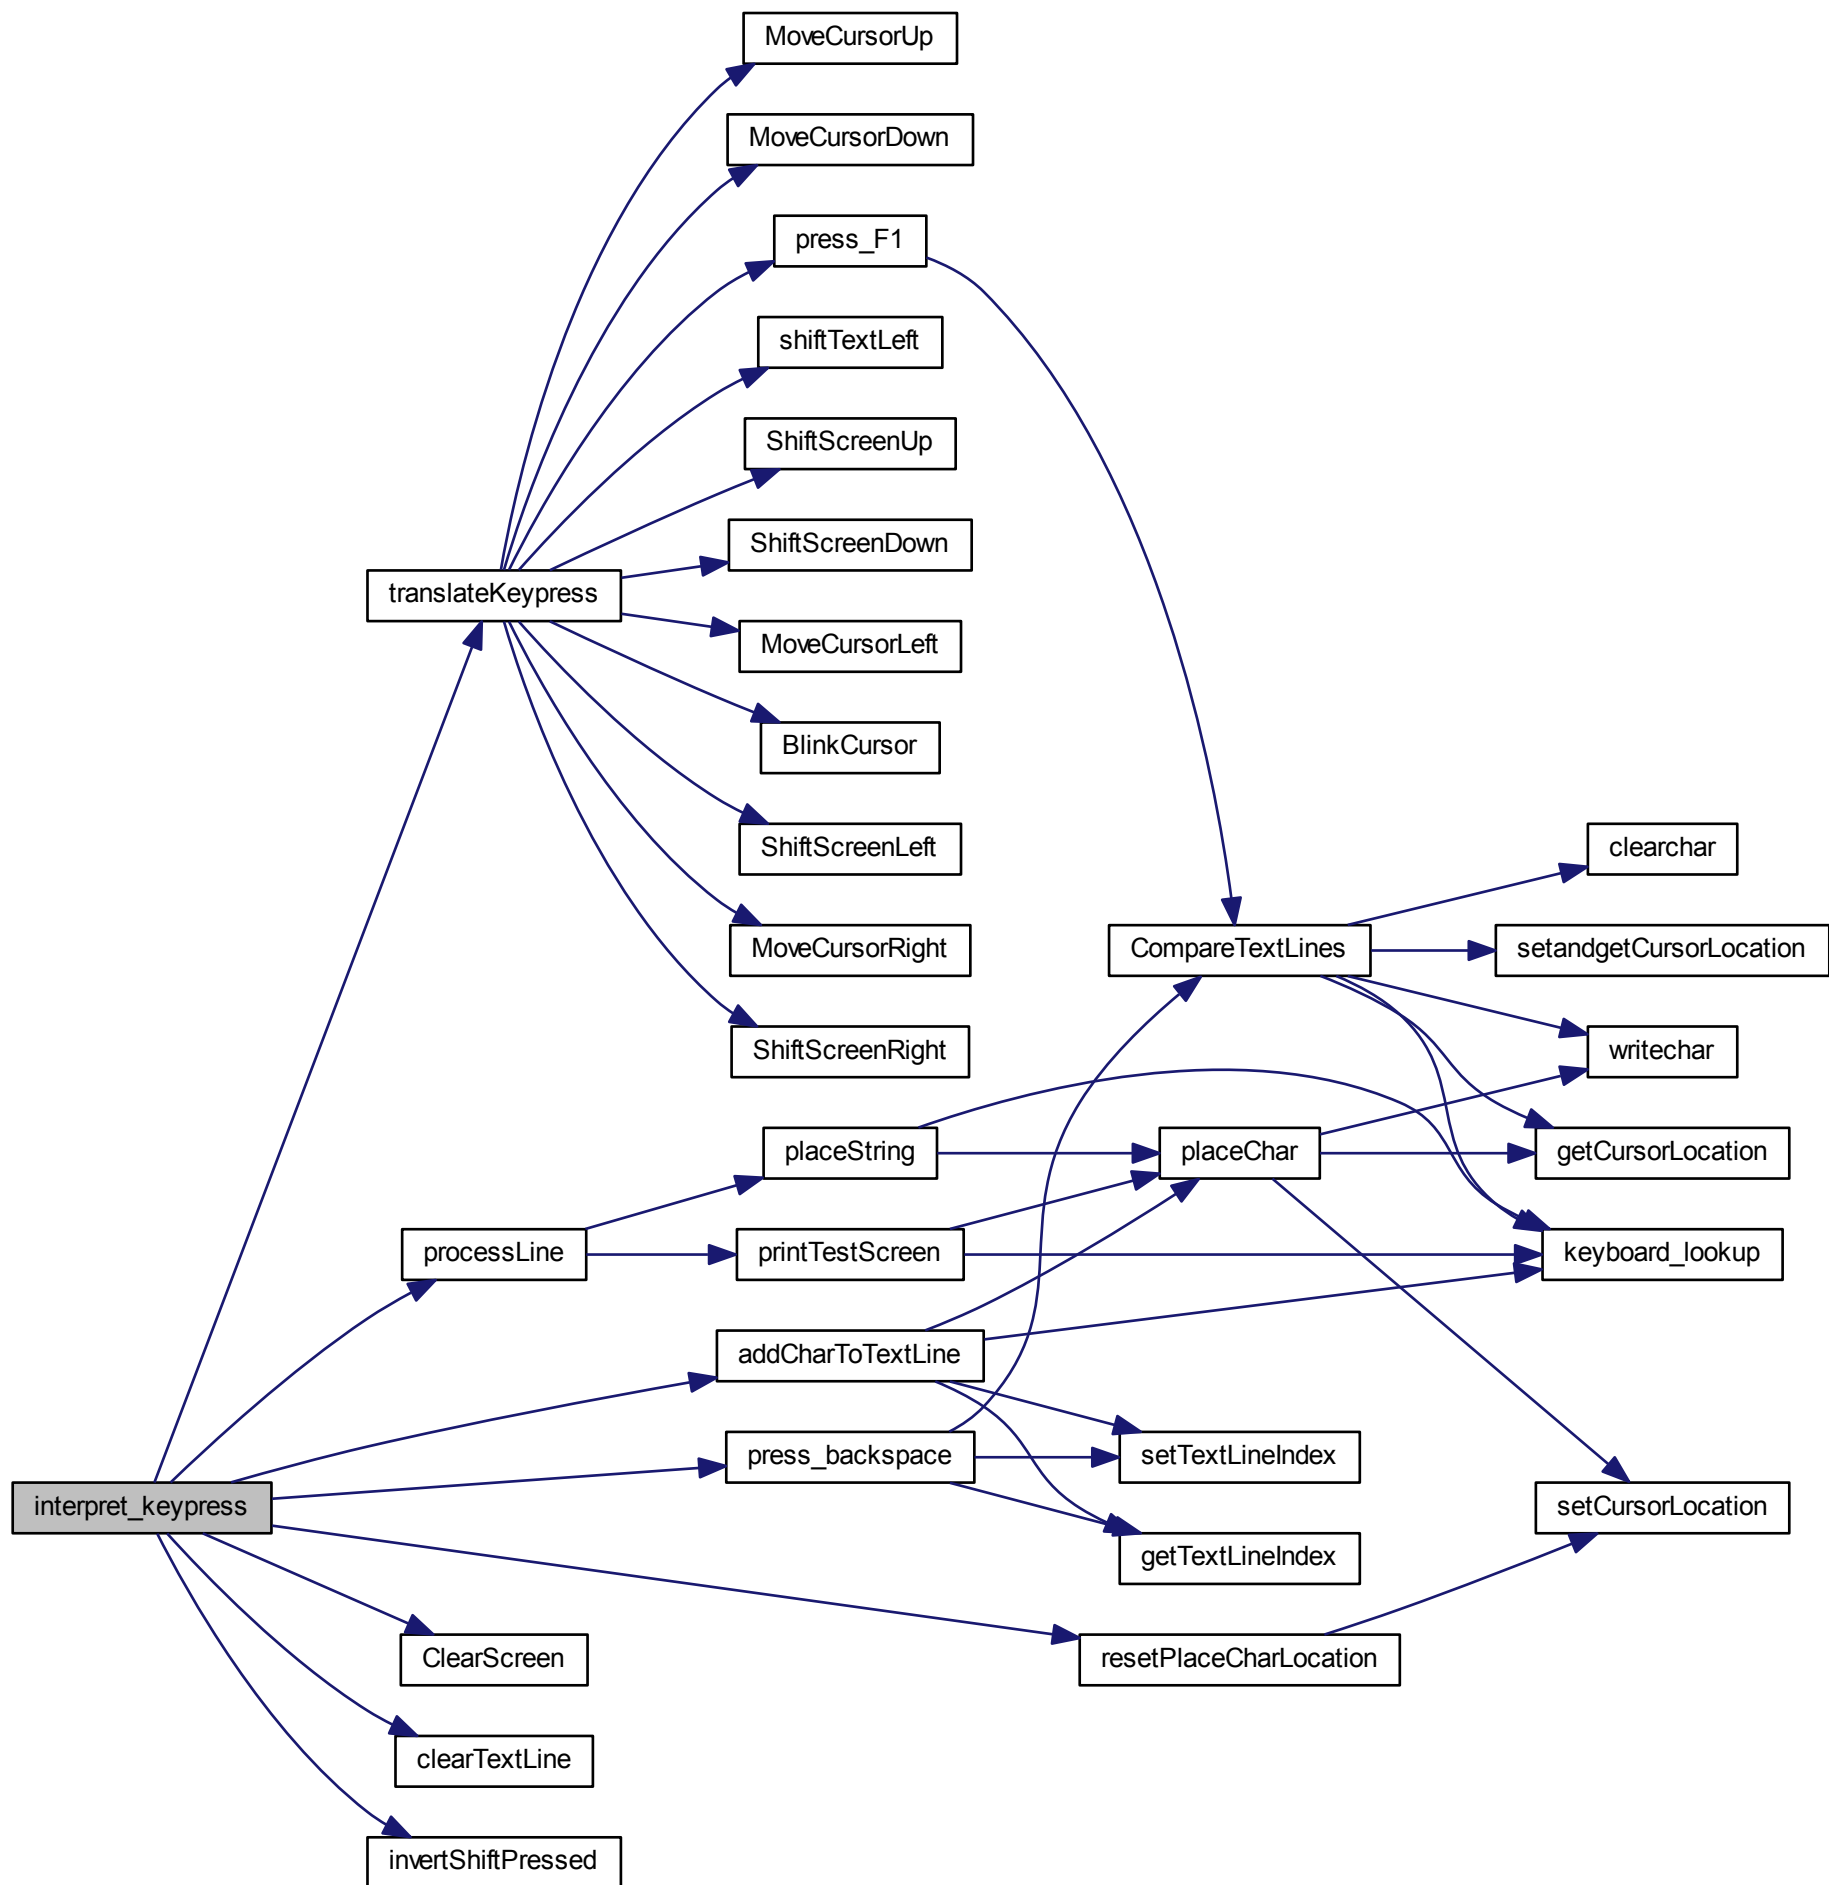 MoveCursorUp
MoveCursorDown
press_F1
shiftTextLeft
ShiftScreenUp
ShiftScreenDown
translateKeypress
MoveCursorLeft
BlinkCursor
ShiftScreenLeft
clearchar
MoveCursorRight
CompareTextLines
setandgetCursorLocation
ShiftScreenRight
writechar
placeString
placeChar
getCursorLocation
processLine
printTestScreen
keyboard_lookup
addCharToTextLine
press_backspace
setTextLineIndex
interpret_keypress
setCursorLocation
getTextLineIndex
ClearScreen
resetPlaceCharLocation
clearTextLine
invertShiftPressed